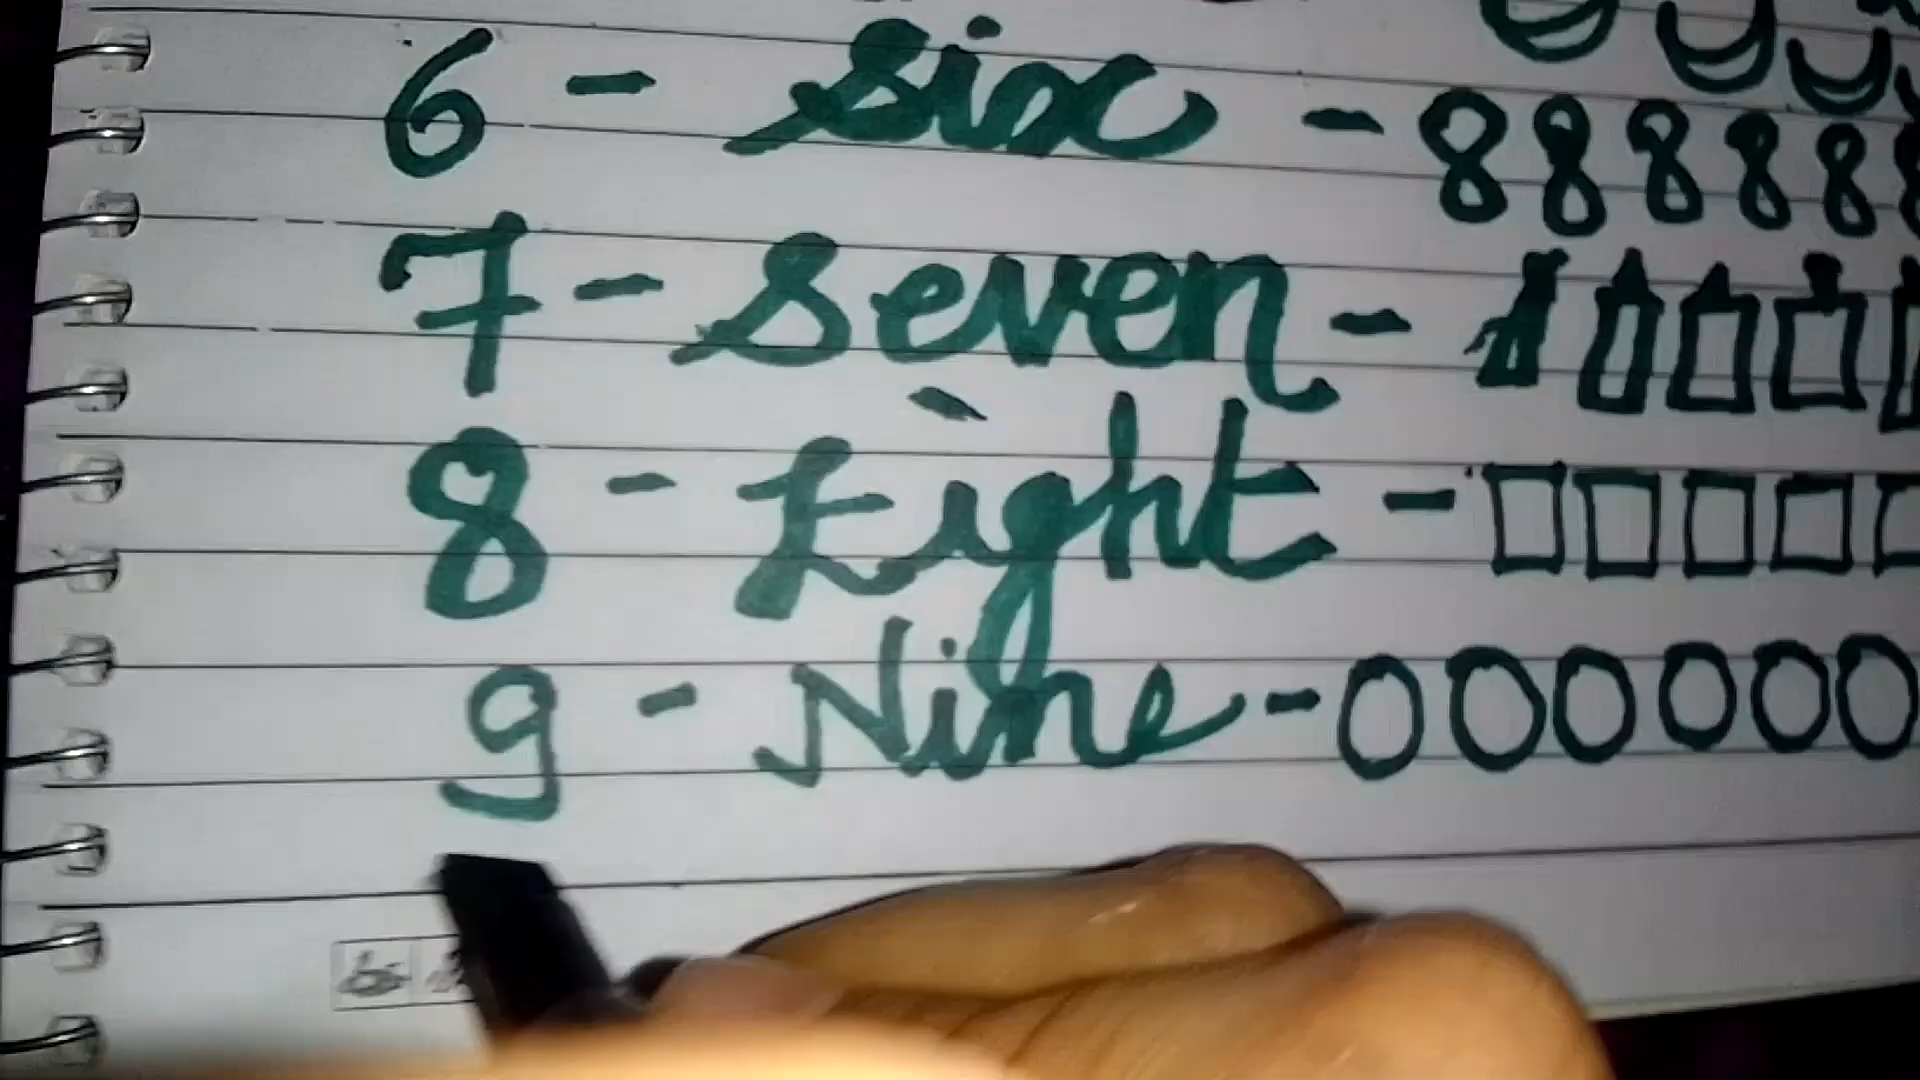 6 - six - 888888
7 - Seven -
8 - Eight -
9 - Nine - 000000